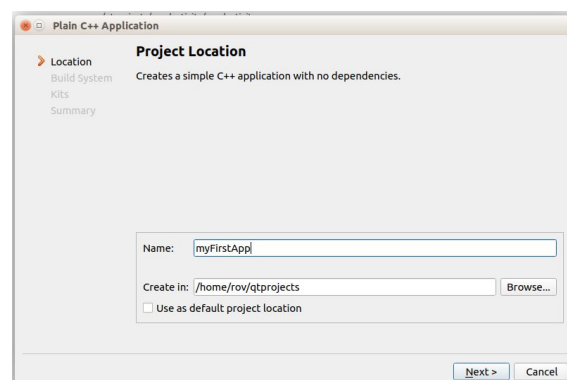 Plain C++ Application
Location
Build System
Kits
Summary
Project Location
Creates a simple C++ application with no dependencies.
Name: myFirstApp
Create in: /home/rov/qtprojects Browse...
Use as default project location
Next > Cancel